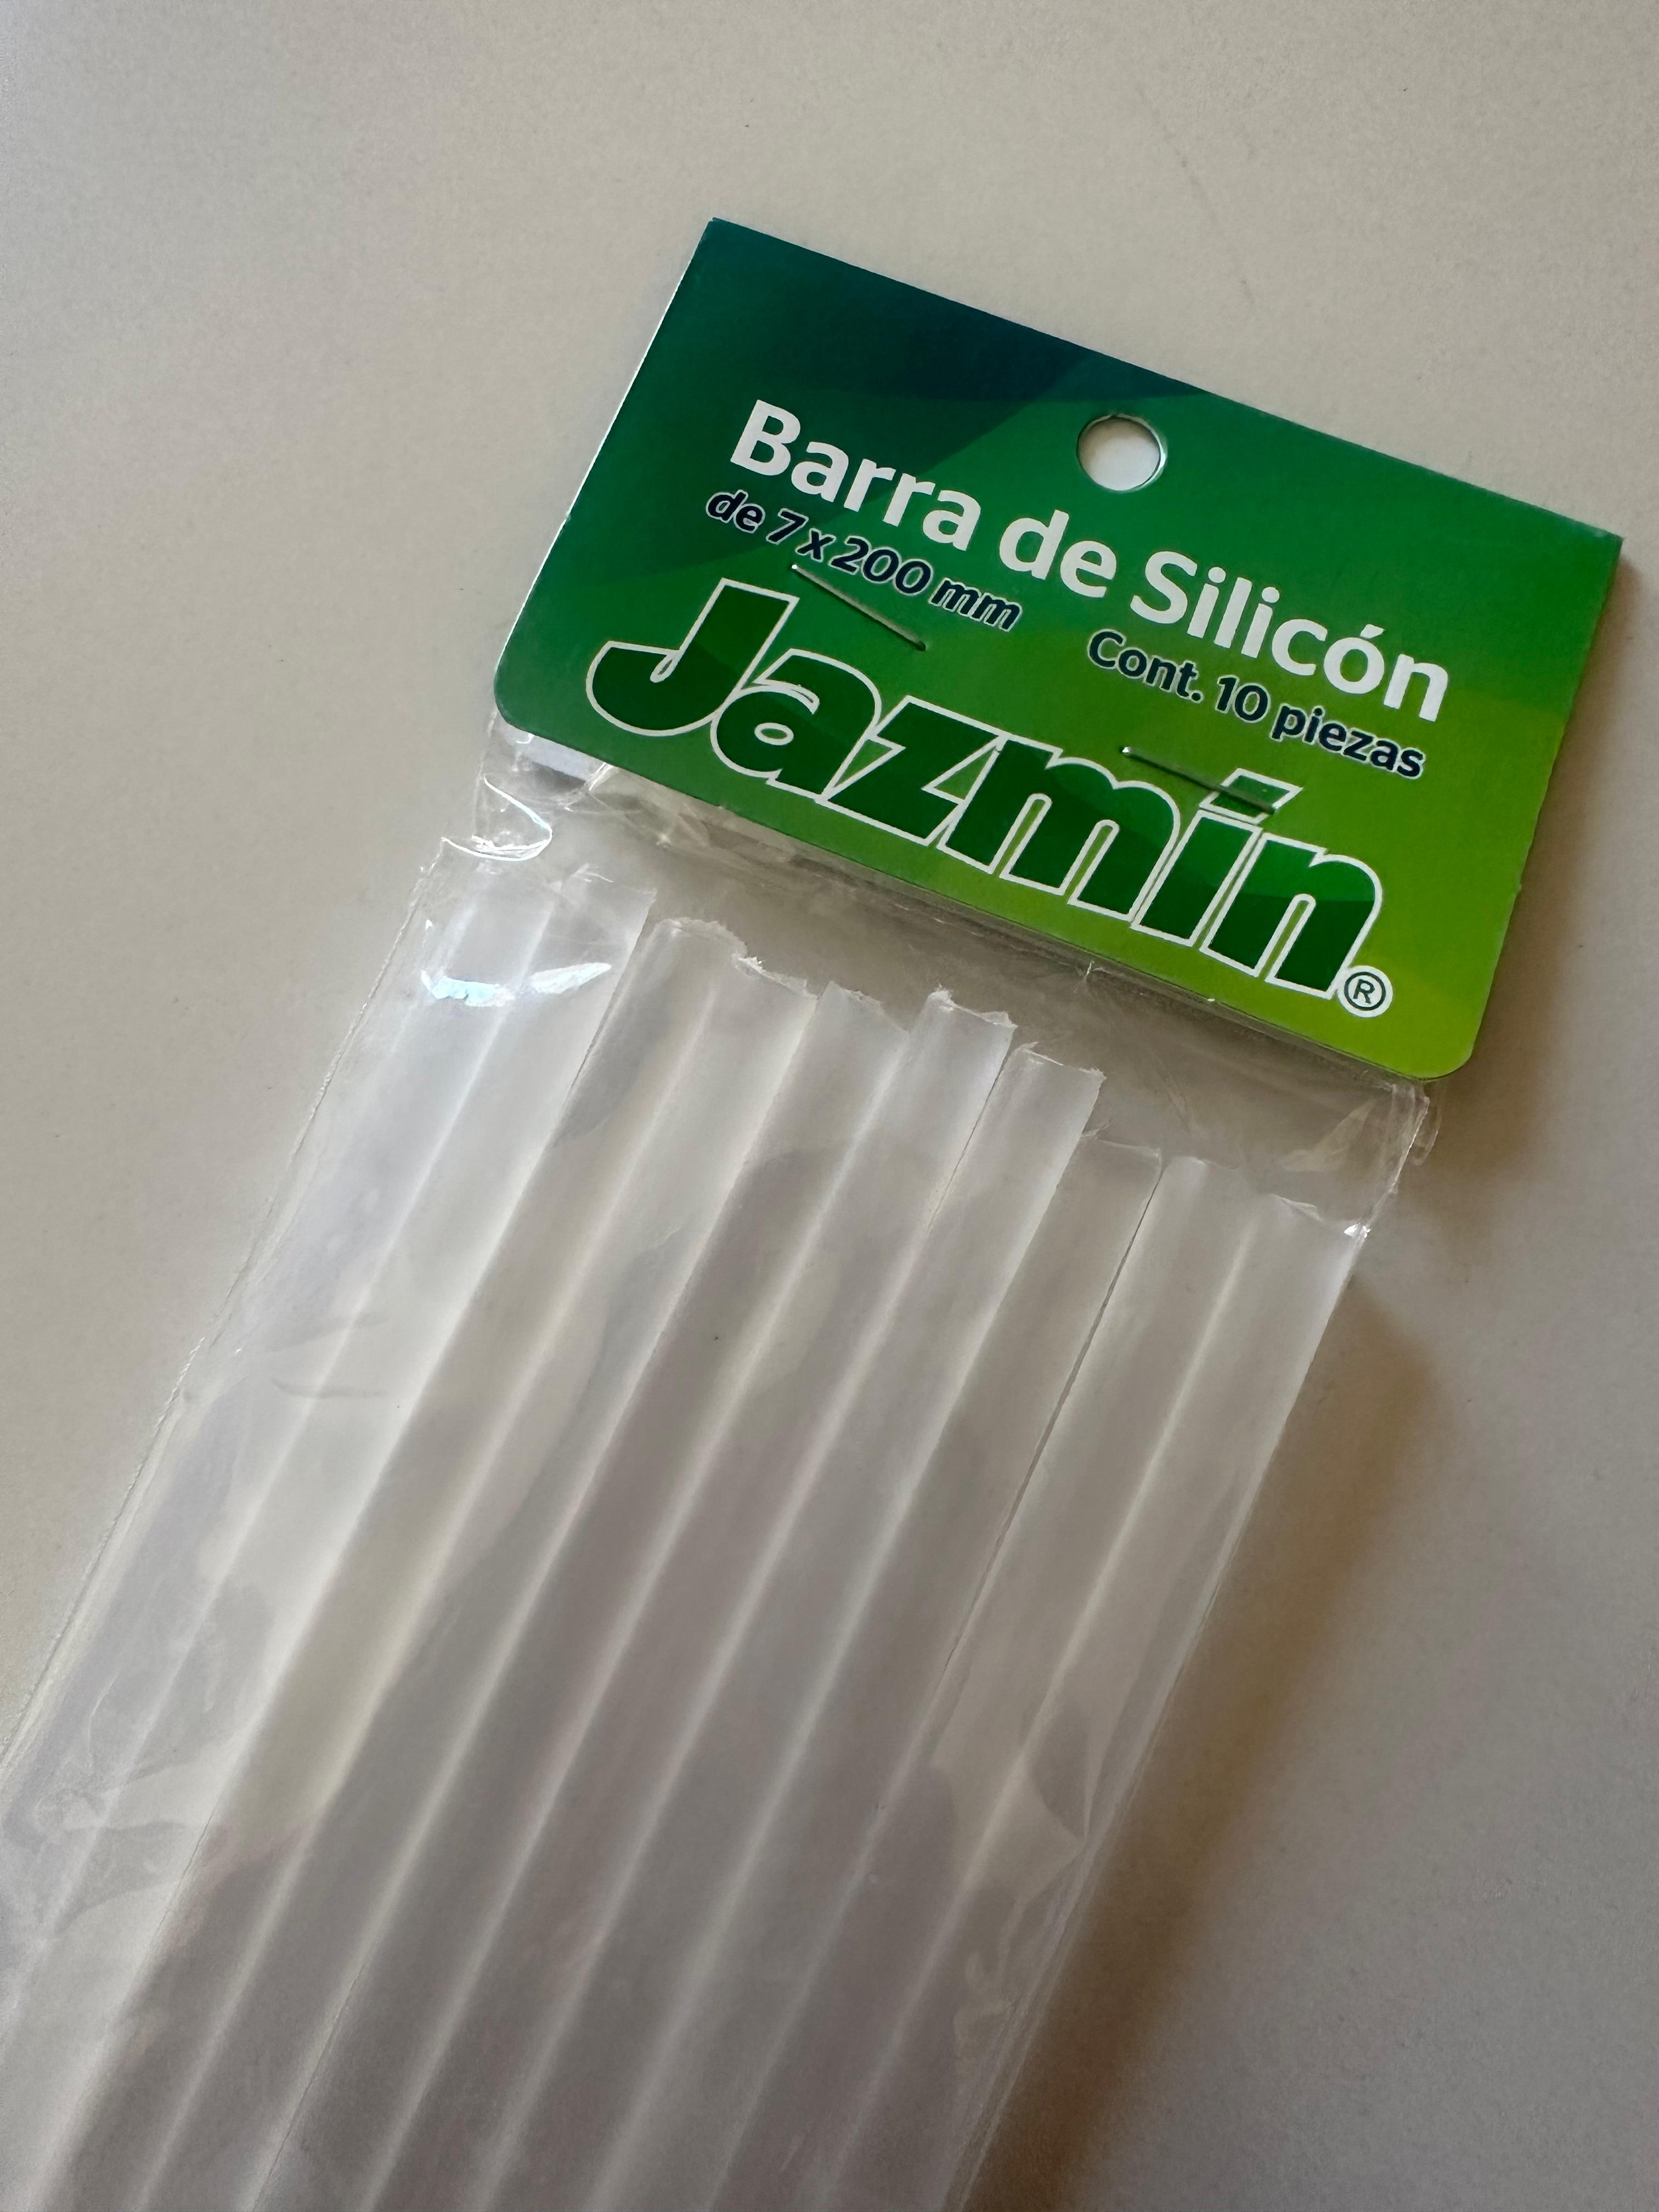 Barra de Silicón
de 7 x 200 mm
Cont. 10 piezas
Jazmín®